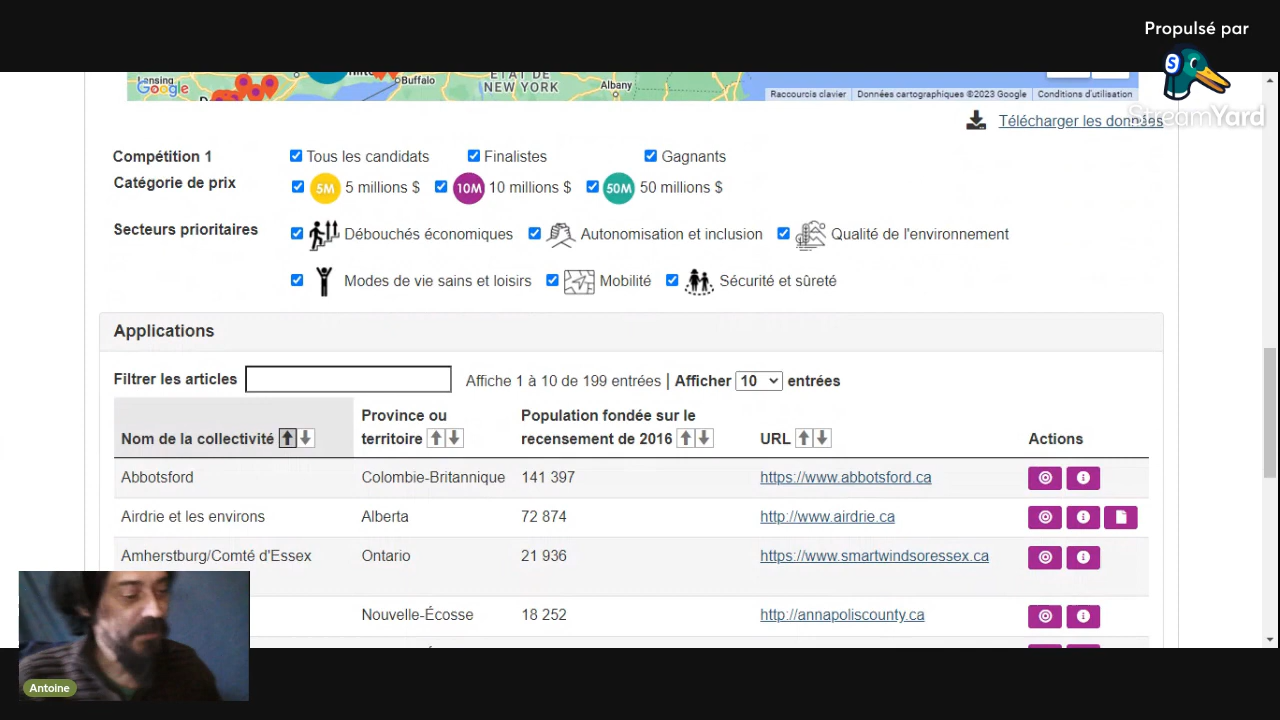 Propulsé par
StreamYard
Lansing
Buffalo
ÉTAT DE
NEW YORK
Albany
Google
Raccourcis clavier
Données cartographiques ©2023 Google
Conditions d'utilisation
Télécharger les données
Compétition 1
Tous les candidats
Finalistes
Gagnants
Catégorie de prix
5M 5 millions $
10M 10 millions $
50M 50 millions $
Secteurs prioritaires
Débouchés économiques
Autonomisation et inclusion
Qualité de l'environnement
Modes de vie sains et loisirs
Mobilité
Sécurité et sûreté
Applications
Filtrer les articles
Affiche 1 à 10 de 199 entrées | Afficher 10 entrées
Nom de la collectivité
Province ou
territoire
Population fondée sur le
recensement de 2016
URL
Actions
Abbotsford Colombie-Britannique 141 397 https://www.abbotsford.ca
Airdrie et les environs Alberta 72 874 http://www.airdrie.ca
Amherstburg/Comté d'Essex Ontario 21 936 https://www.smartwindsoressex.ca
Nouvelle-Écosse 18 252 http://annapoliscounty.ca
Antoine